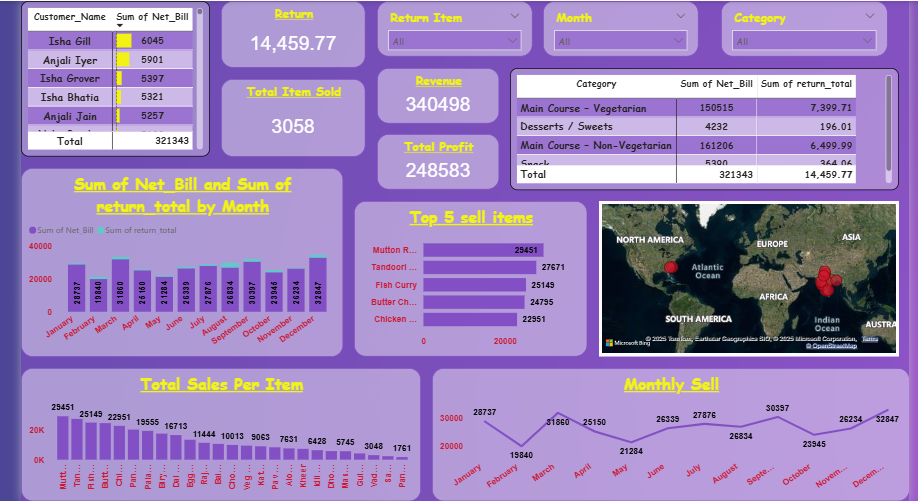 Customer_Name Sum of Net_Bill
Isha Gill 6045
Anjali Iyer 5901
Isha Grover 5397
Isha Bhatia 5321
Anjali Jain 5257
Total 321343
Return
14,459.77
Total Item Sold
3058
Return Item
All
Month
All
Category
All
Revenue
340498
Total Profit
248583
Category Sum of Net_Bill Sum of return_total
Main Course - Vegetarian 150515 7,399.71
Desserts / Sweets 4232 196.01
Main Course - Non-Vegetarian 161206 6,499.99
Snack 5390 364.06
Total 321343 14,459.77
Sum of Net_Bill and Sum of
return_total by Month
Sum of Net_Bill Sum of return_total
40000
20000
0
28737 19840 31860 25150 21284 26339 27876 26834 30397 23945 26234 32847
January February March April May June July August September October November December
Top 5 sell items
Mutton R... 29451
Tandoori ... 27671
Fish Curry 25149
Butter Ch... 24795
Chicken ... 22951
0 20000
NORTH AMERICA
EUROPE
ASIA
Atlantic
Ocean
AFRICA
SOUTH AMERICA
Indian
Ocean
AUSTRA
Microsoft Bing
© 2025 TomTom, Earthstar Geographics SIO, © 2025 Microsoft Corporation, Terms
© OpenStreetMap
Total Sales Per Item
29451 25149 22951 19555 16713 11444 10013 9063 7631 6428 5745 3048 1761
20K
0K
Mutt... Tan... Fish... Butt... Chi... Pan... Pala... Biry... Dal ... Egg ... Raj... Bai... Cho... Veg... Kat... Pav ... Alo... Kheer Idli... Dho... Mas... Gul... Vad... Sa... Pan...
Monthly Sell
30000
20000
28737 19840 31860 25150 21284 26339 27876 26834 30397 23945 26234 32847
January February March April May June July August Septe... October Novem... Decem...